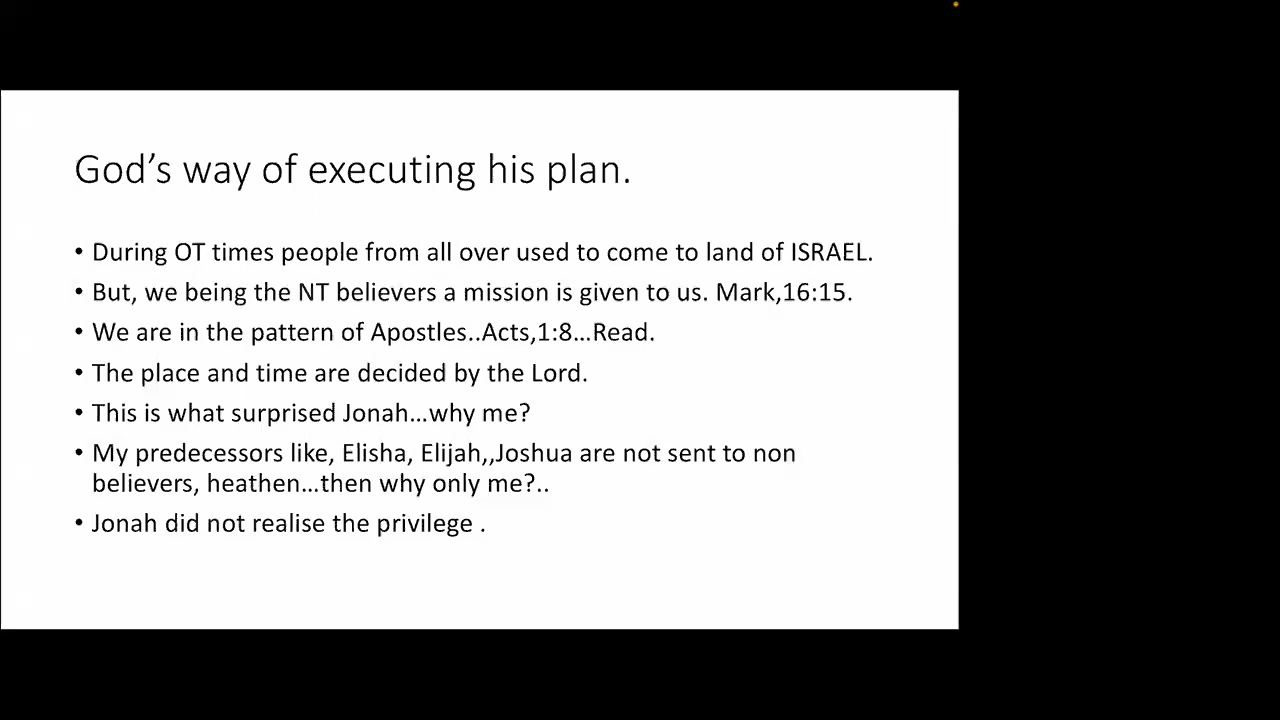 God’s way of executing his plan.
• During OT times people from all over used to come to land of ISRAEL.
• But, we being the NT believers a mission is given to us. Mark,16:15.
• We are in the pattern of Apostles..Acts,1:8…Read.
• The place and time are decided by the Lord.
• This is what surprised Jonah…why me?
• My predecessors like, Elisha, Elijah,,Joshua are not sent to non
believers, heathen…then why only me?..
• Jonah did not realise the privilege .